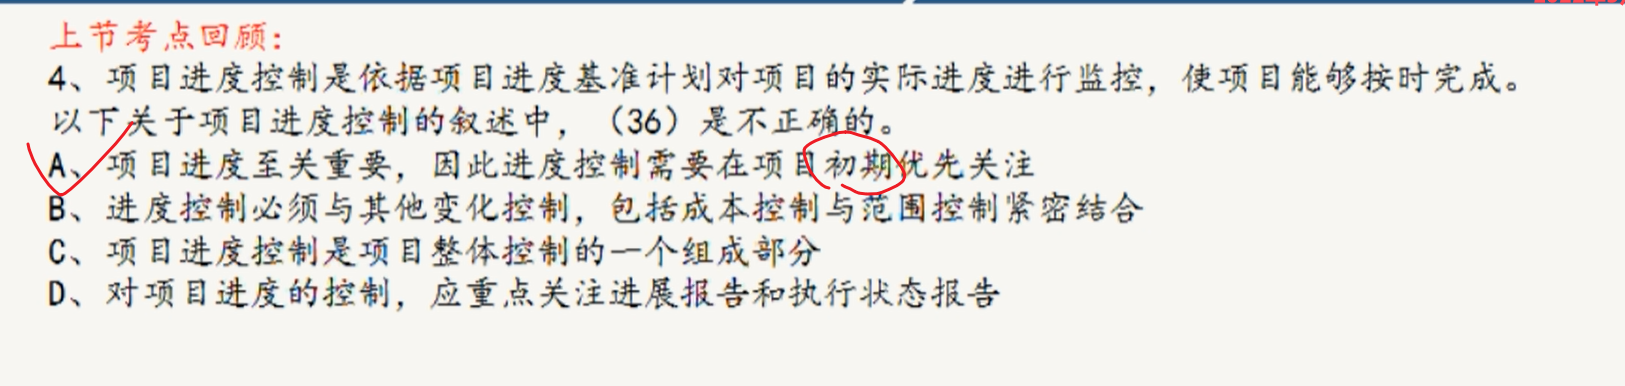 上节考点回顾：
4、项目进度控制是依据项目进度基准计划对项目的实际进度进行监控，使项目能够按时完成。
以下关于项目进度控制的叙述中，（36）是不正确的。
A、项目进度至关重要，因此进度控制需要在项目初期优先关注
B、进度控制必须与其他变化控制，包括成本控制与范围控制紧密结合
C、项目进度控制是项目整体控制的一个组成部分
D、对项目进度的控制，应重点关注进展报告和执行状态报告